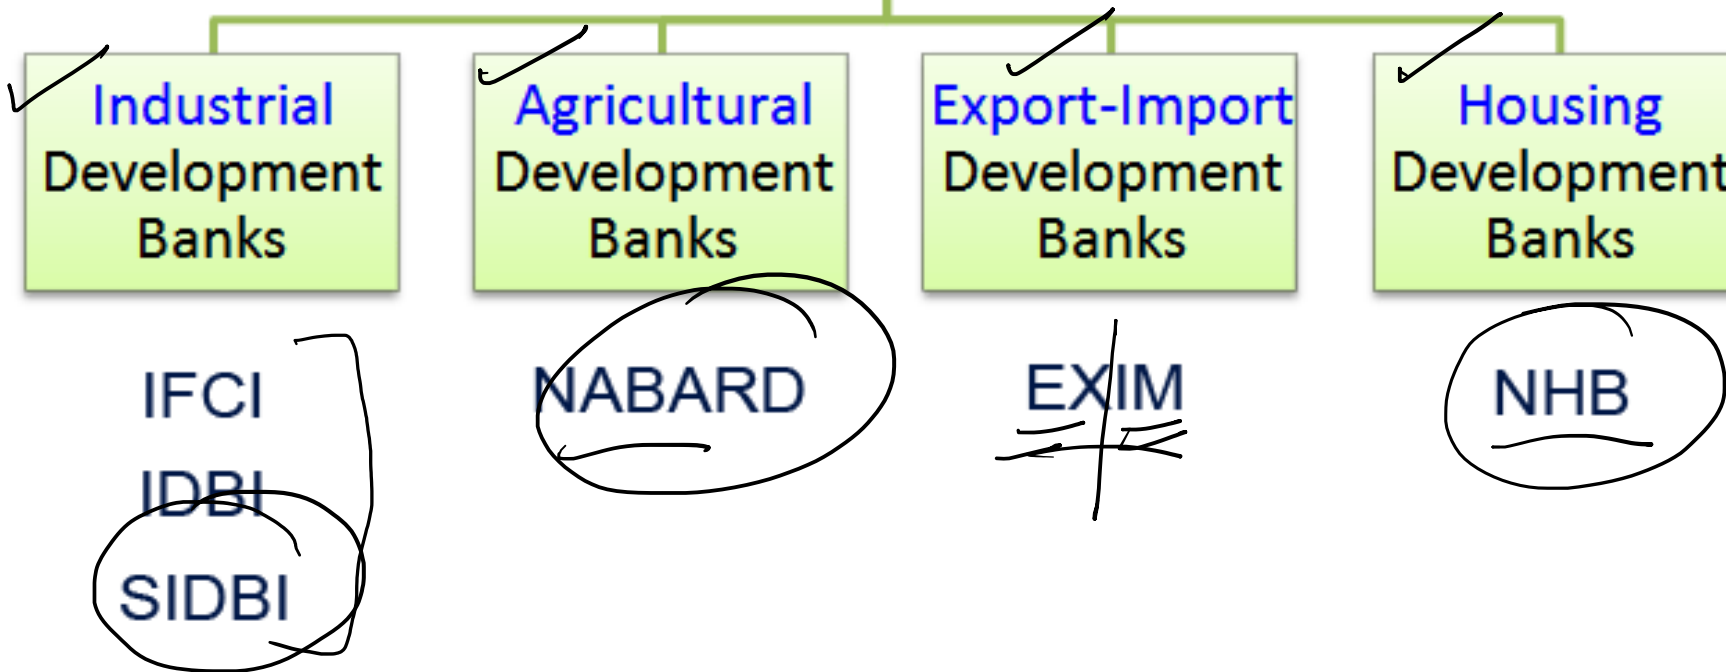 Industrial
Development
Banks
Agricultural
Development
Banks
Export-Import
Development
Banks
Housing
Development
Banks
IFCI
IDBI
SIDBI
NABARD
EXIM
NHB